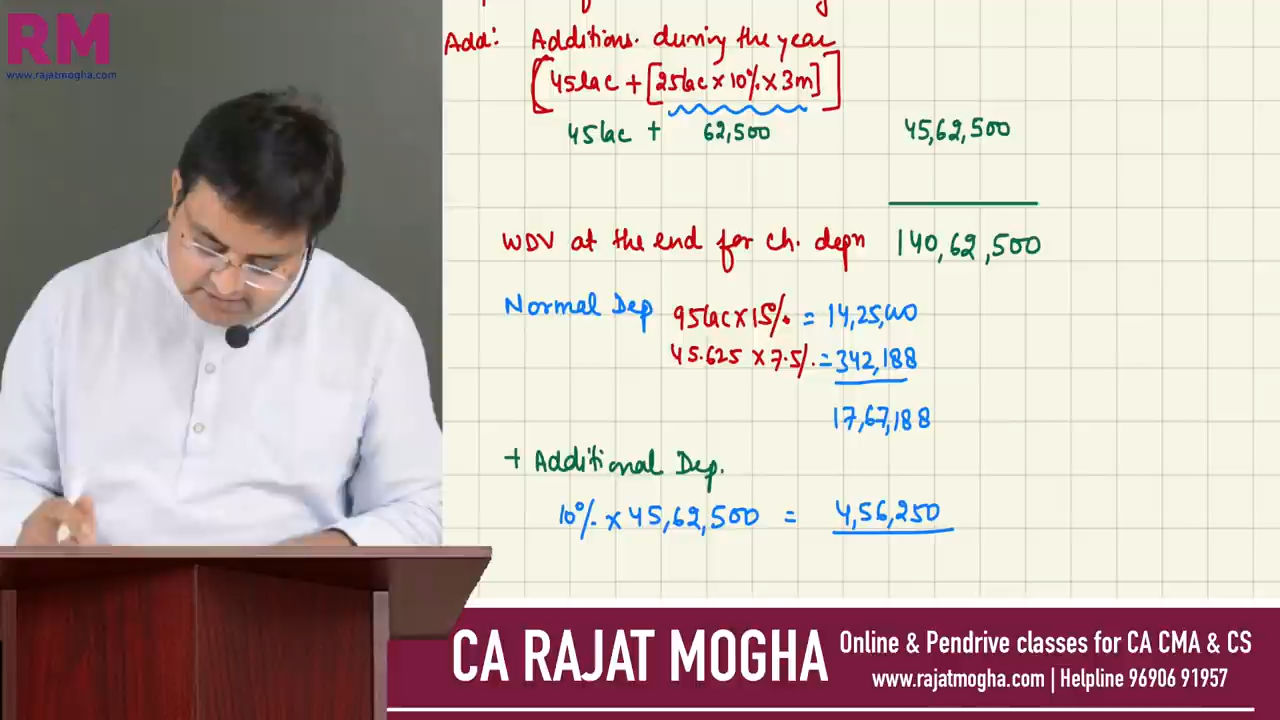 RM
www.rajatmogha.com
Add: Additions during the year
[45lac + [25lac x 10% x 3m]]
45lac + 62,500 45,62,500
WDV at the end for ch. depn 140,62,500
Normal Dep 95lac x 15% = 14,25,000
45.625 x 7.5% = 342,188
17,67,188
+ Additional Dep.
10% x 45,62,500 = 4,56,250
CA RAJAT MOGHA
Online & Pendrive classes for CA CMA & CS
www.rajatmogha.com | Helpline 96906 91957